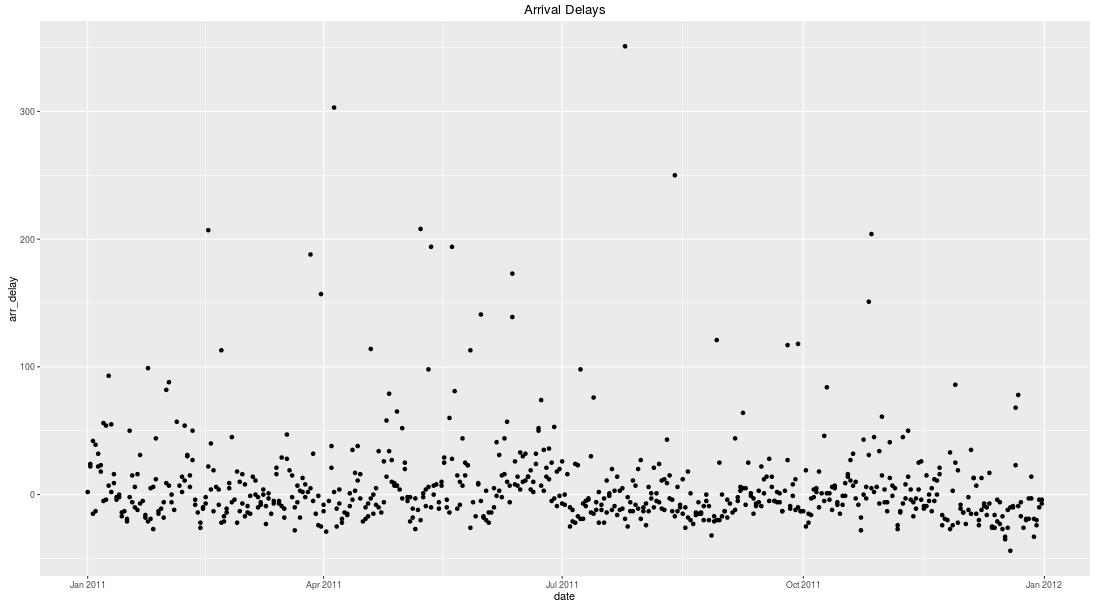 Arrival Delays
arr_delay
300
200
100
0
Jan 2011
Apr 2011
Jul 2011
Oct 2011
Jan 2012
date